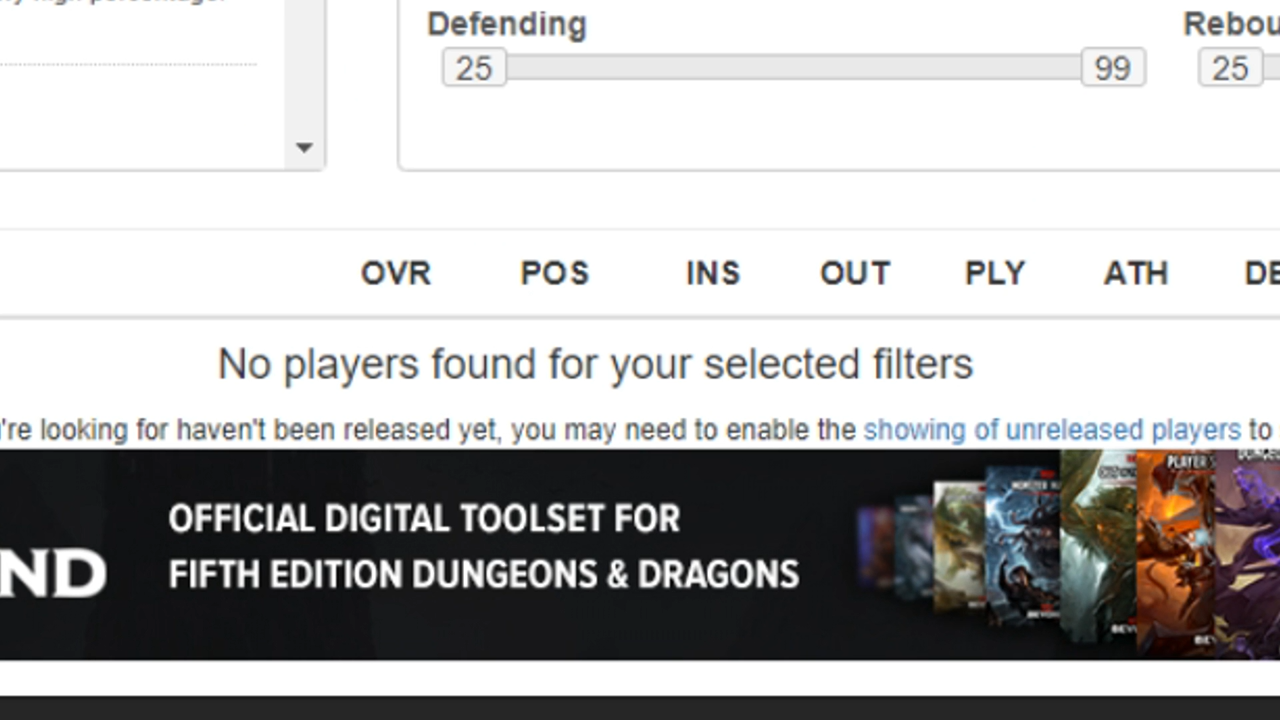 Defending
Rebou
25
99
25
OVR POS INS OUT PLY ATH DE
No players found for your selected filters
're looking for haven't been released yet, you may need to enable the showing of unreleased players to
OFFICIAL DIGITAL TOOLSET FOR
ND
FIFTH EDITION DUNGEONS & DRAGONS
PLAYER'S